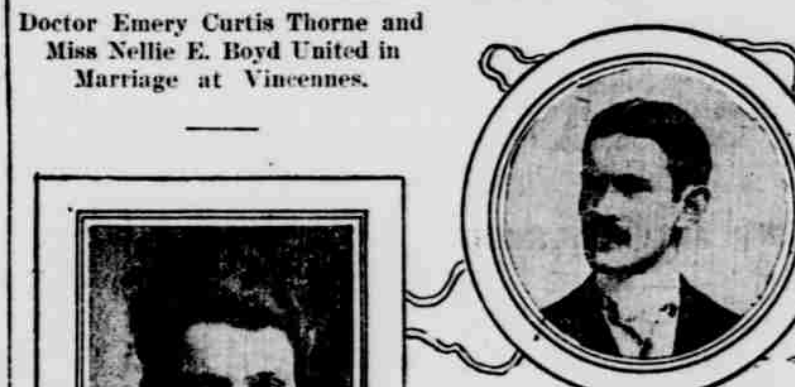 Doctor Emery Curtis Thorne and
Miss Nellie E. Boyd United in
Marriage at Vincennes.